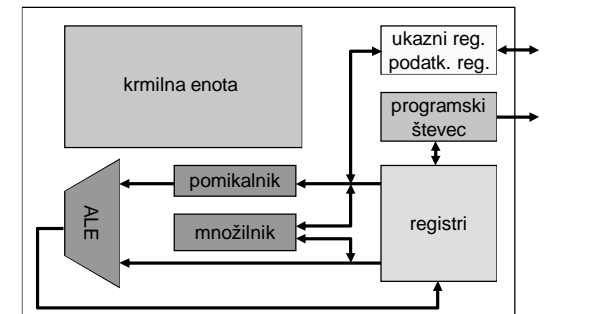 ukazni reg.
podatk. reg.
krmilna enota
programski
števec
pomikalnik
ALE
množilnik
registri